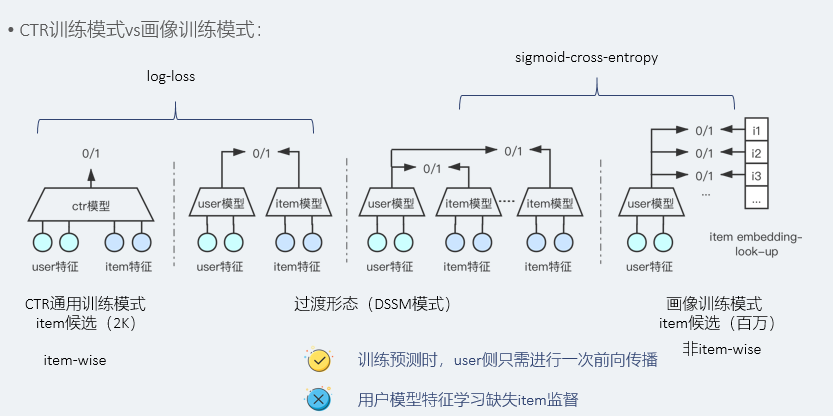 • CTR训练模式vs画像训练模式：
log-loss
sigmoid-cross-entropy
0/1
ctr模型
user特征
item特征
0/1
user模型
item模型
user特征
item特征
0/1
0/1
user模型
item模型
....
item模型
user特征
item特征
item特征
0/1
i1
0/1
i2
0/1
i3
...
...
user模型
user特征
item embedding-
look-up
CTR通用训练模式
item候选（2K）
item-wise
过渡形态（DSSM模式）
画像训练模式
item候选（百万）
非item-wise
训练预测时，user侧只需进行一次前向传播
用户模型特征学习缺失item监督